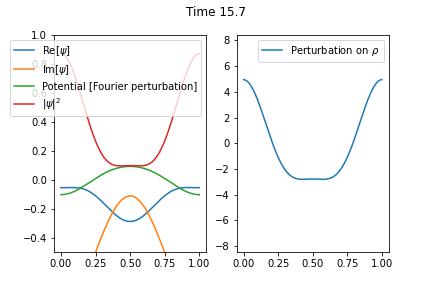 Time 15.7
1.0
0.8
0.6
0.4
0.2
0.0
−0.2
−0.4
Re[ψ]
Im[ψ]
Potential [Fourier perturbation]
|ψ|²
0.00 0.25 0.50 0.75 1.00
8
6
4
2
0
−2
−4
−6
−8
Perturbation on ρ
0.00 0.25 0.50 0.75 1.00